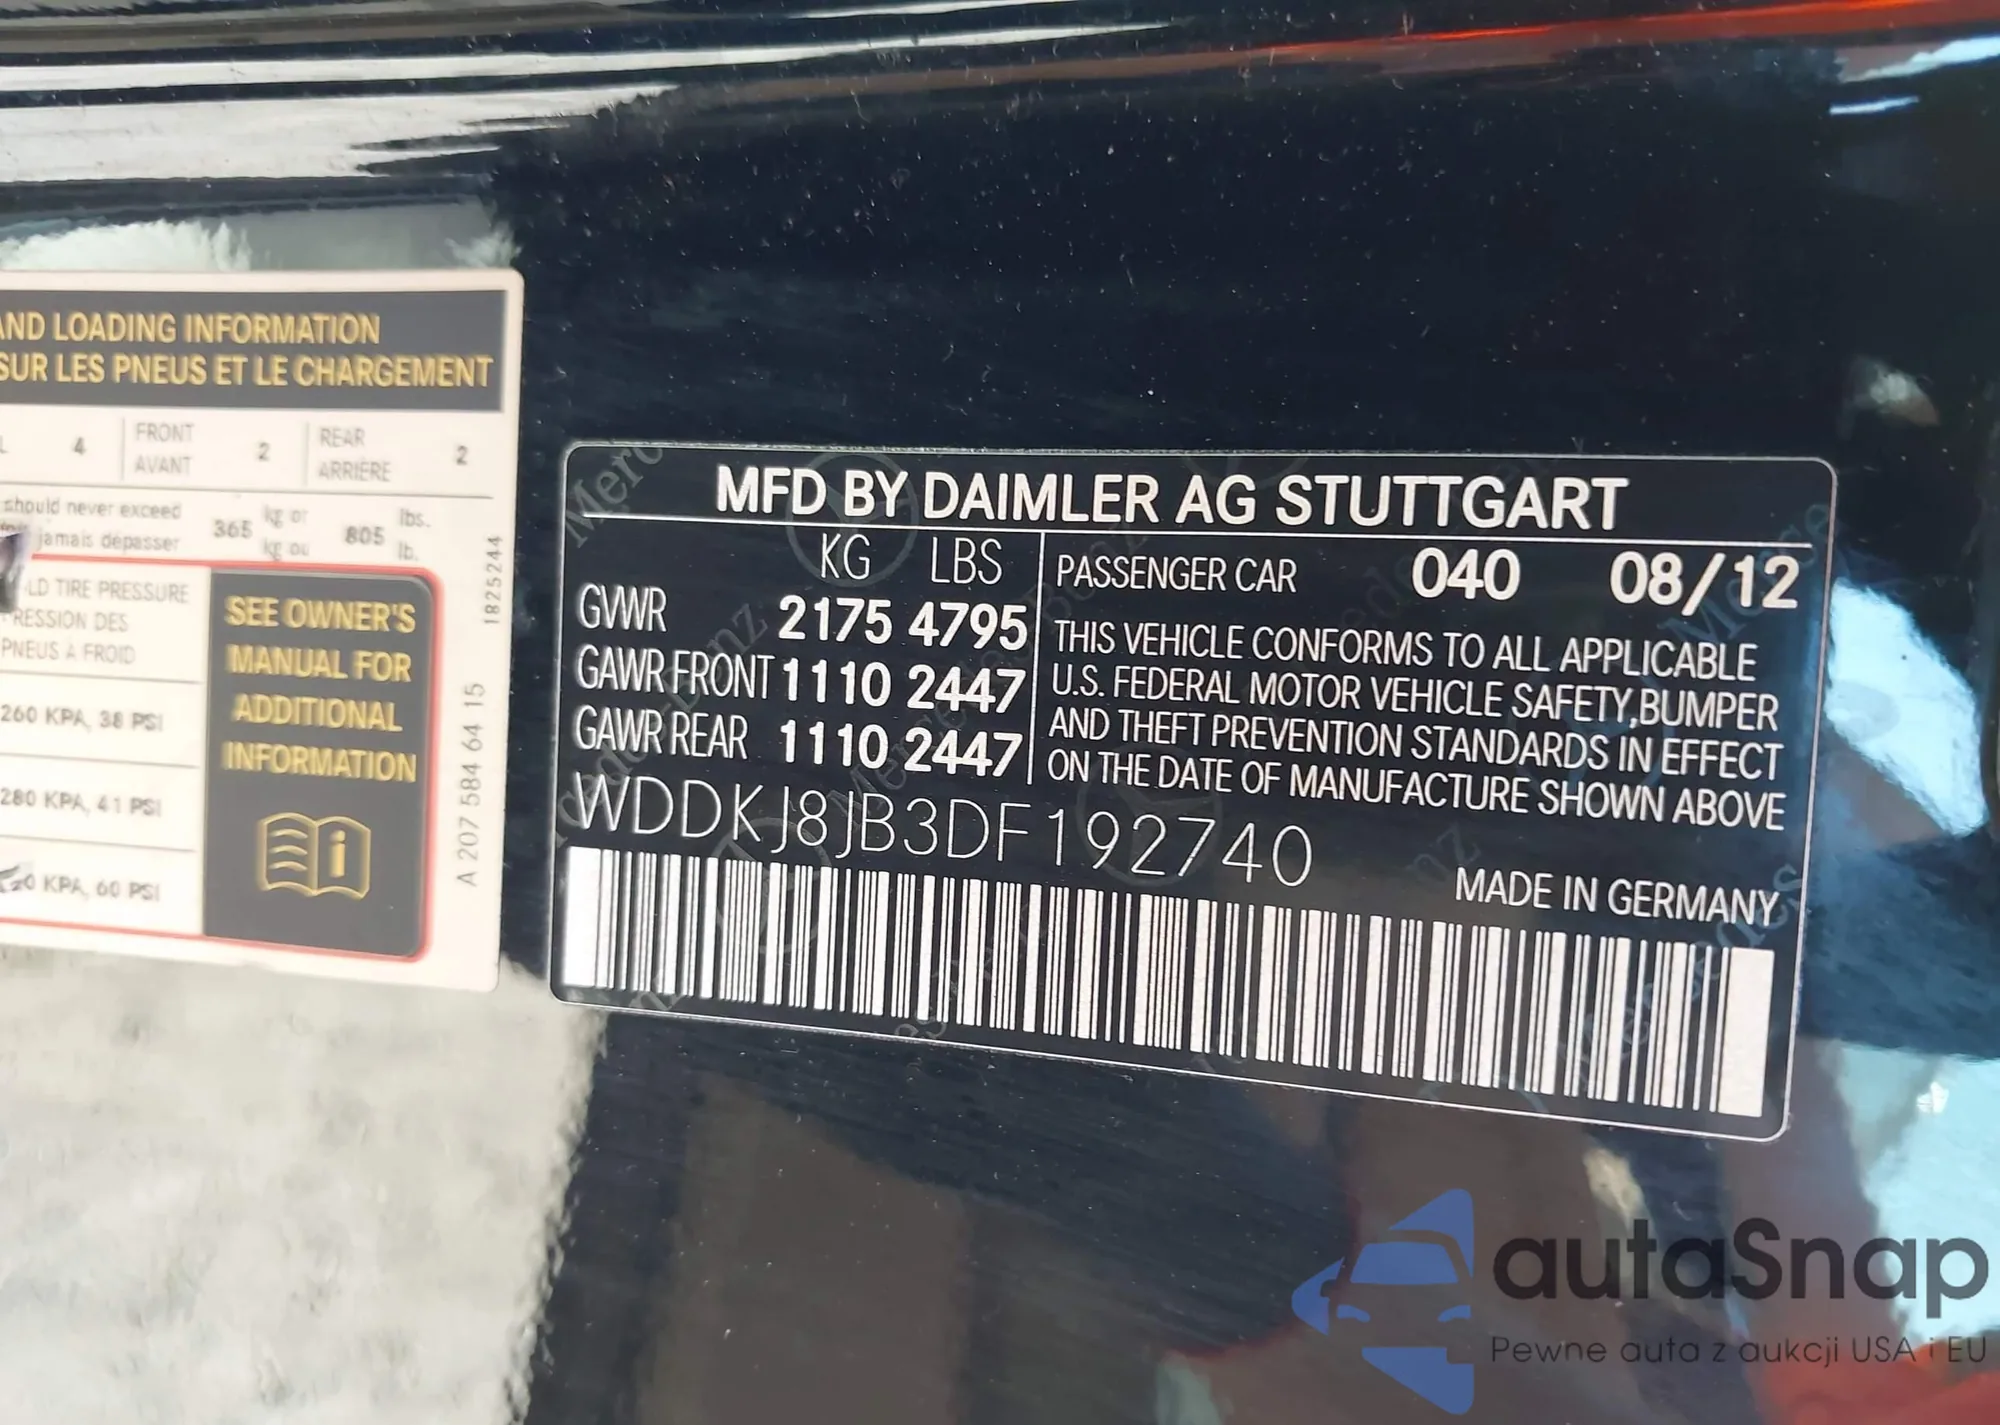 AND LOADING INFORMATION
SUR LES PNEUS ET LE CHARGEMENT
L 4 FRONT 2 REAR 2
AVANT ARRIÈRE
should never exceed 365 kg or 805 lbs.
jamais dépasser kg ou lb.
LD TIRE PRESSURE
RESSION DES
PNEUS À FROID
260 KPA, 38 PSI
280 KPA, 41 PSI
0 KPA, 60 PSI
SEE OWNER'S
MANUAL FOR
ADDITIONAL
INFORMATION
i
A 207 584 64 15 1825244
MFD BY DAIMLER AG STUTTGART
KG LBS
GVWR 2175 4795
GAWR FRONT 1110 2447
GAWR REAR 1110 2447
PASSENGER CAR 040 08/12
THIS VEHICLE CONFORMS TO ALL APPLICABLE
U.S. FEDERAL MOTOR VEHICLE SAFETY,BUMPER
AND THEFT PREVENTION STANDARDS IN EFFECT
ON THE DATE OF MANUFACTURE SHOWN ABOVE
WDDKJ8JB3DF192740
MADE IN GERMANY
autaSnap
Pewne auta z aukcji USA i EU